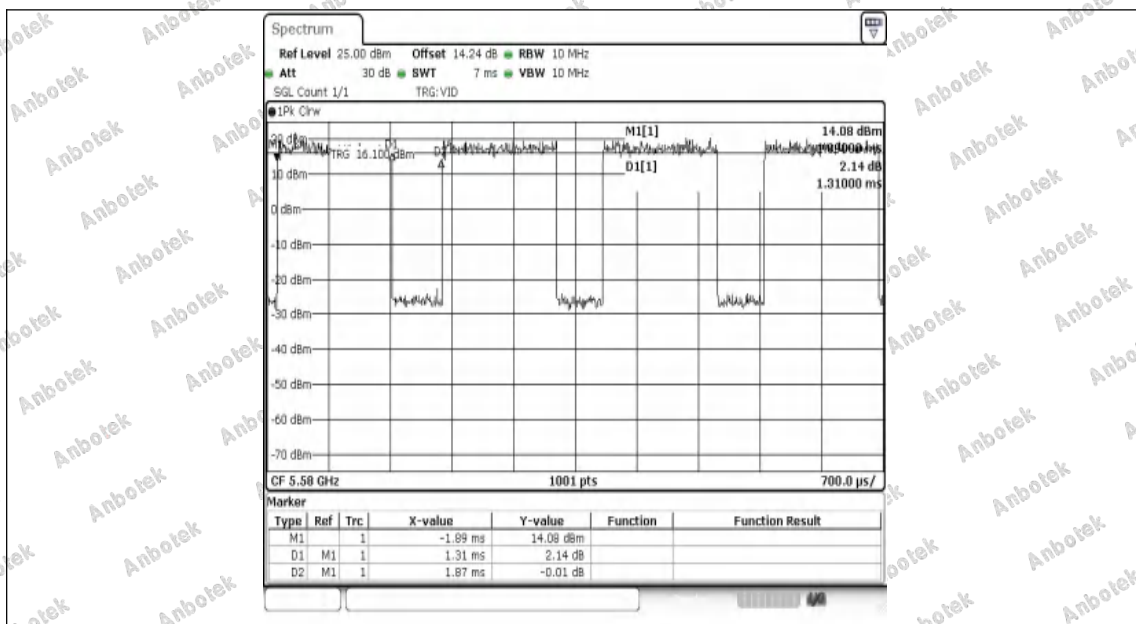 Spectrum
Ref Level 25.00 dBm Offset 14.24 dB RBW 10 MHz
Att 30 dB SWT 7 ms VBW 10 MHz
SGL Count 1/1 TRG:VID
1Pk Clrw
M1[1] 14.08 dBm
20 dBm
D1
TRG 16.100 dBm
D1[1] 2.14 dB
10 dBm
1.31000 ms
0 dBm
-10 dBm
-20 dBm
-30 dBm
-40 dBm
-50 dBm
-60 dBm
-70 dBm
CF 5.58 GHz 1001 pts 700.0 µs/
Marker
Type Ref Trc X-value Y-value Function Function Result
M1 1 -1.89 ms 14.08 dBm
D1 M1 1 1.31 ms 2.14 dB
D2 M1 1 1.87 ms -0.01 dB
Anbotek